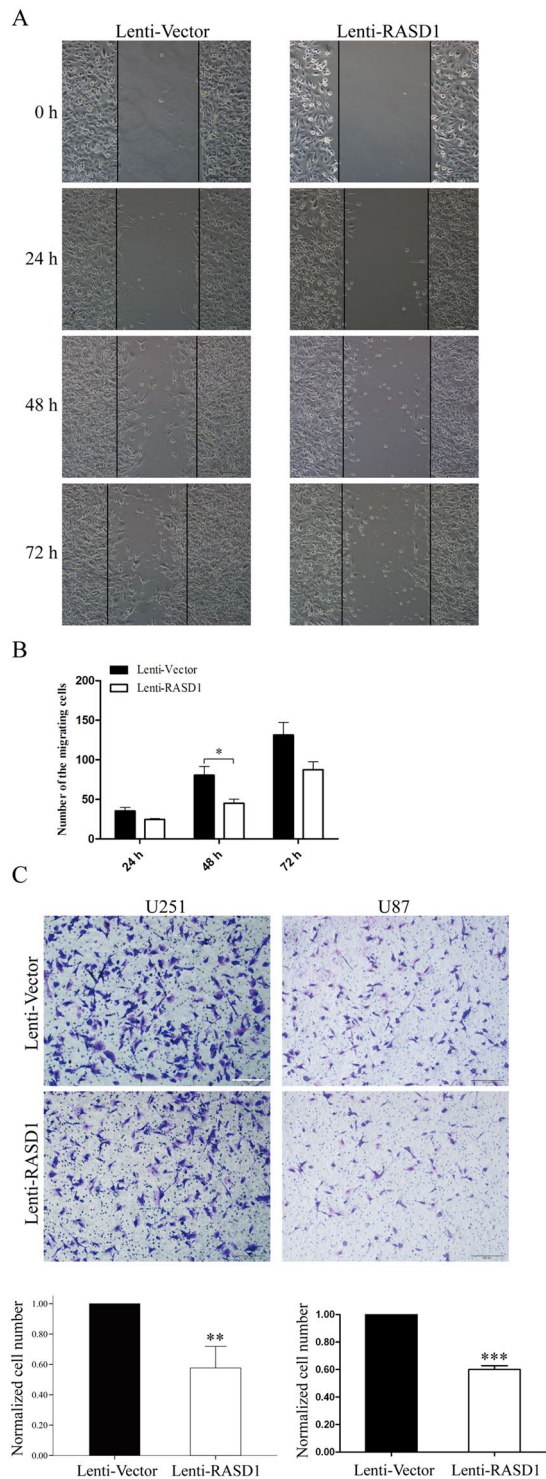 A
Lenti-Vector Lenti-RASD1
0 h
24 h
48 h
72 h
B
Lenti-Vector
Lenti-RASD1
Number of the migrating cells
200
150
100
50
0
*
24 h 48 h 72 h
C
U251 U87
Lenti-Vector
Lenti-RASD1
Normalized cell number
1.00
0.80
0.60
0.40
0.20
0.00
**
Lenti-Vector Lenti-RASD1
Normalized cell number
1.00
0.80
0.60
0.40
0.20
0.00
***
Lenti-Vector Lenti-RASD1